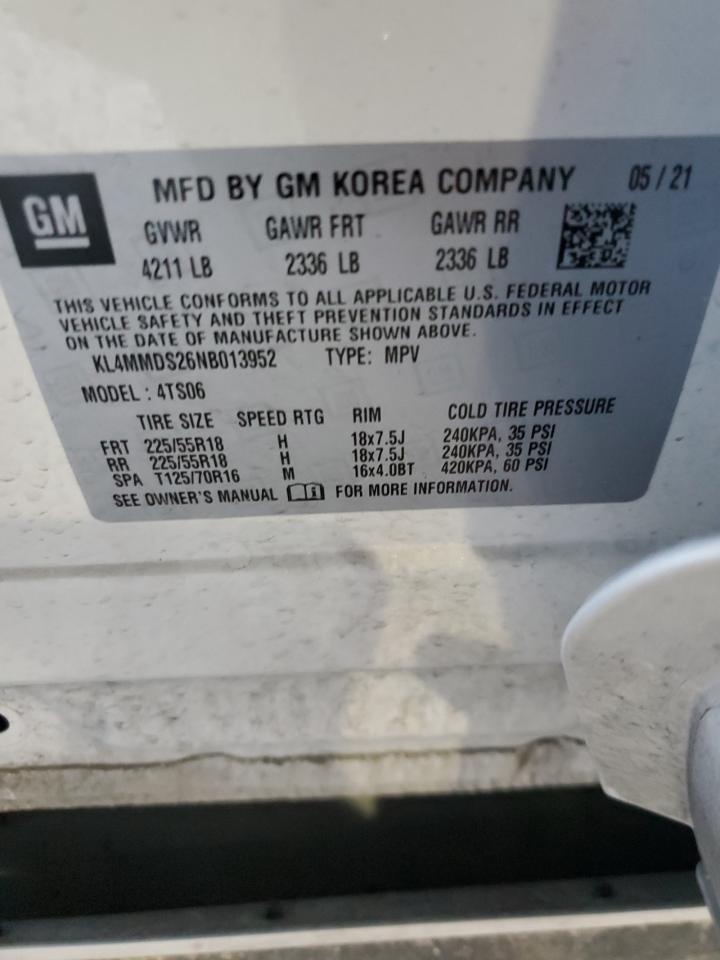 GM
MFD BY GM KOREA COMPANY 05 / 21
GVWR GAWR FRT GAWR RR
4211 LB 2336 LB 2336 LB
THIS VEHICLE CONFORMS TO ALL APPLICABLE U.S. FEDERAL MOTOR
VEHICLE SAFETY AND THEFT PREVENTION STANDARDS IN EFFECT
ON THE DATE OF MANUFACTURE SHOWN ABOVE.
KL4MMDS26NB013952 TYPE: MPV
MODEL : 4TS06
TIRE SIZE SPEED RTG RIM COLD TIRE PRESSURE
FRT 225/55R18 H 18x7.5J 240KPA, 35 PSI
RR 225/55R18 H 18x7.5J 240KPA, 35 PSI
SPA T125/70R16 M 16x4.0BT 420KPA, 60 PSI
SEE OWNER'S MANUAL FOR MORE INFORMATION.